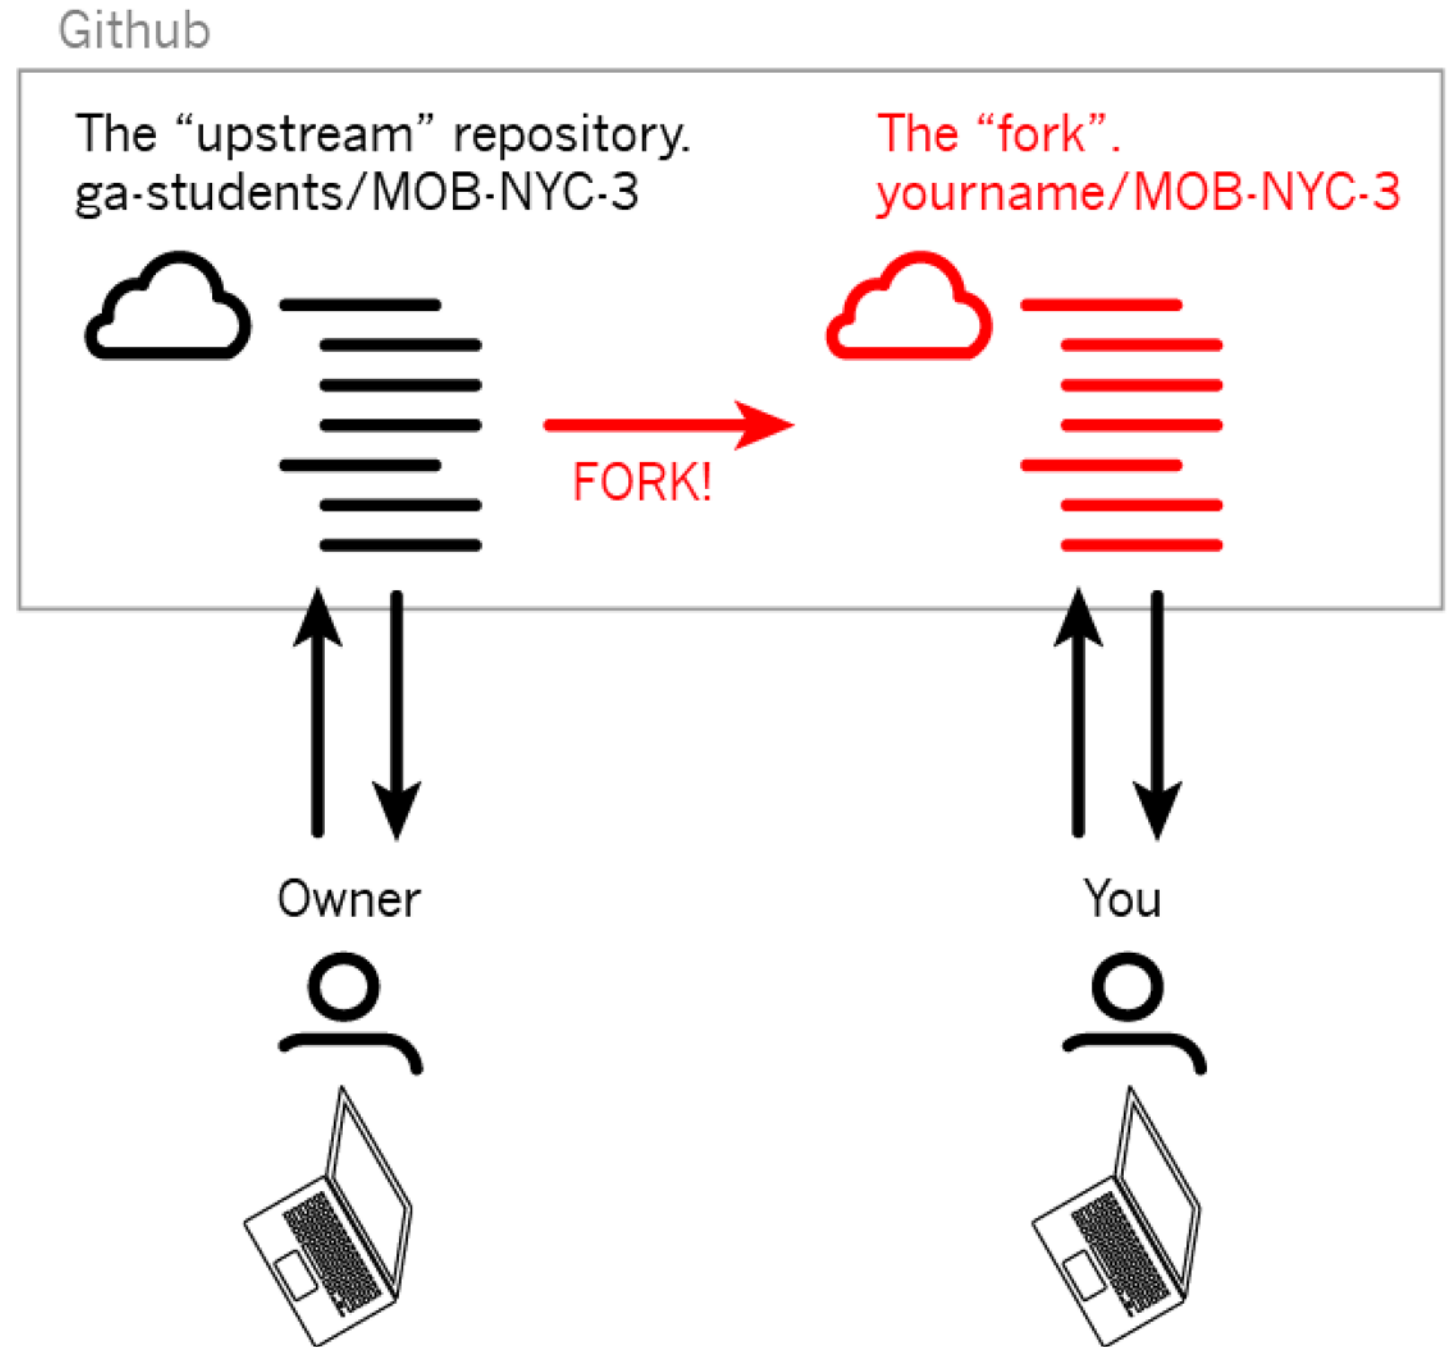 Github
The “upstream” repository.
ga-students/MOB-NYC-3
The “fork”.
yourname/MOB-NYC-3
FORK!
Owner
You